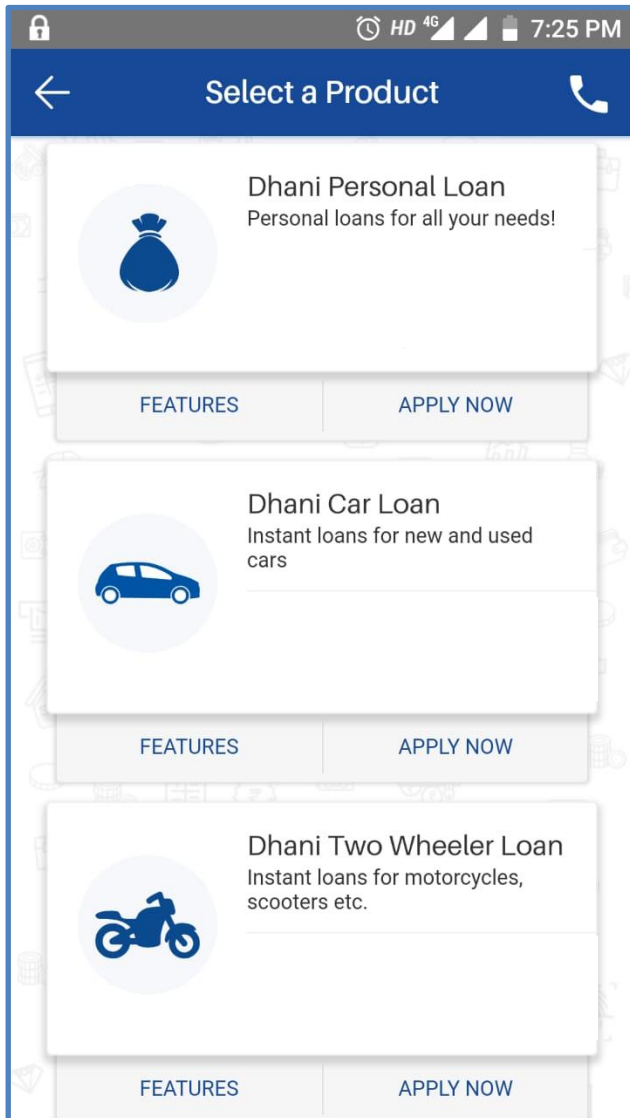 HD 4G 7:25 PM
Select a Product
Dhani Personal Loan
Personal loans for all your needs!
FEATURES APPLY NOW
Dhani Car Loan
Instant loans for new and used
cars
FEATURES APPLY NOW
Dhani Two Wheeler Loan
Instant loans for motorcycles,
scooters etc.
FEATURES APPLY NOW